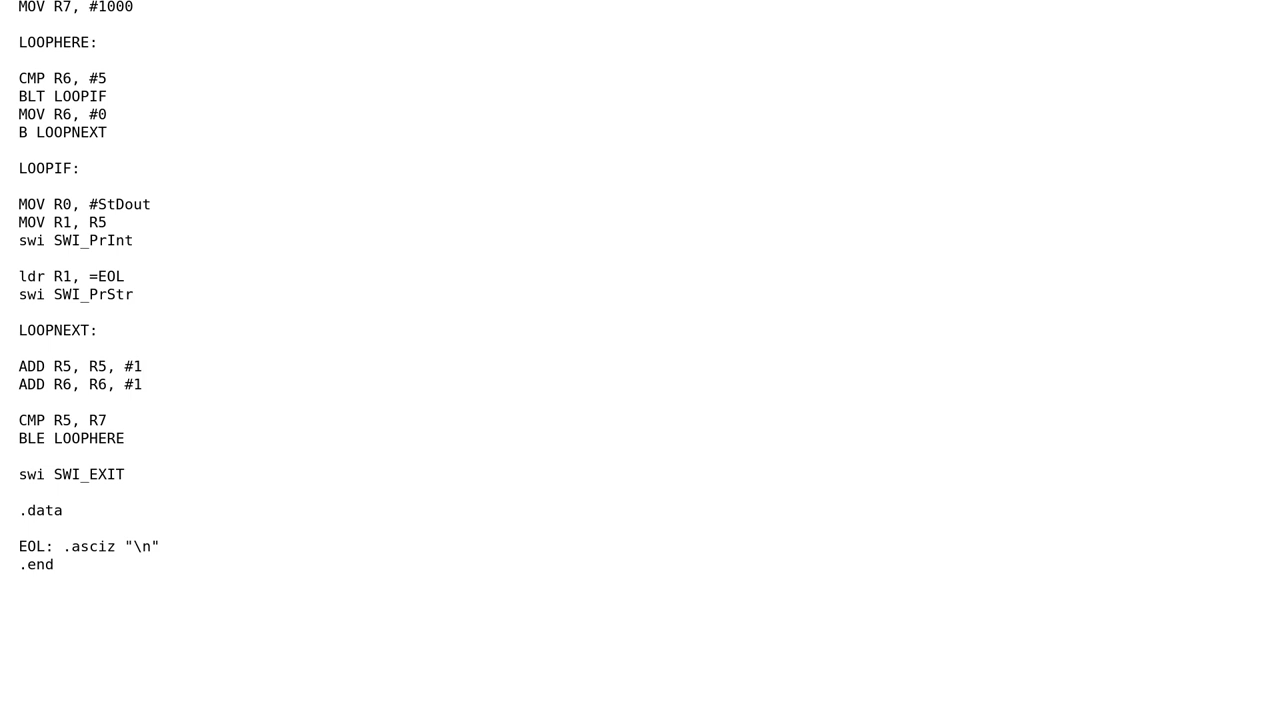 MOV R7, #1000
LOOPHERE:
CMP R6, #5
BLT LOOPIF
MOV R6, #0
B LOOPNEXT
LOOPIF:
MOV R0, #StDout
MOV R1, R5
swi SWI_PrInt
ldr R1, =EOL
swi SWI_PrStr
LOOPNEXT:
ADD R5, R5, #1
ADD R6, R6, #1
CMP R5, R7
BLE LOOPHERE
swi SWI_EXIT
.data
EOL: .asciz "\n"
.end